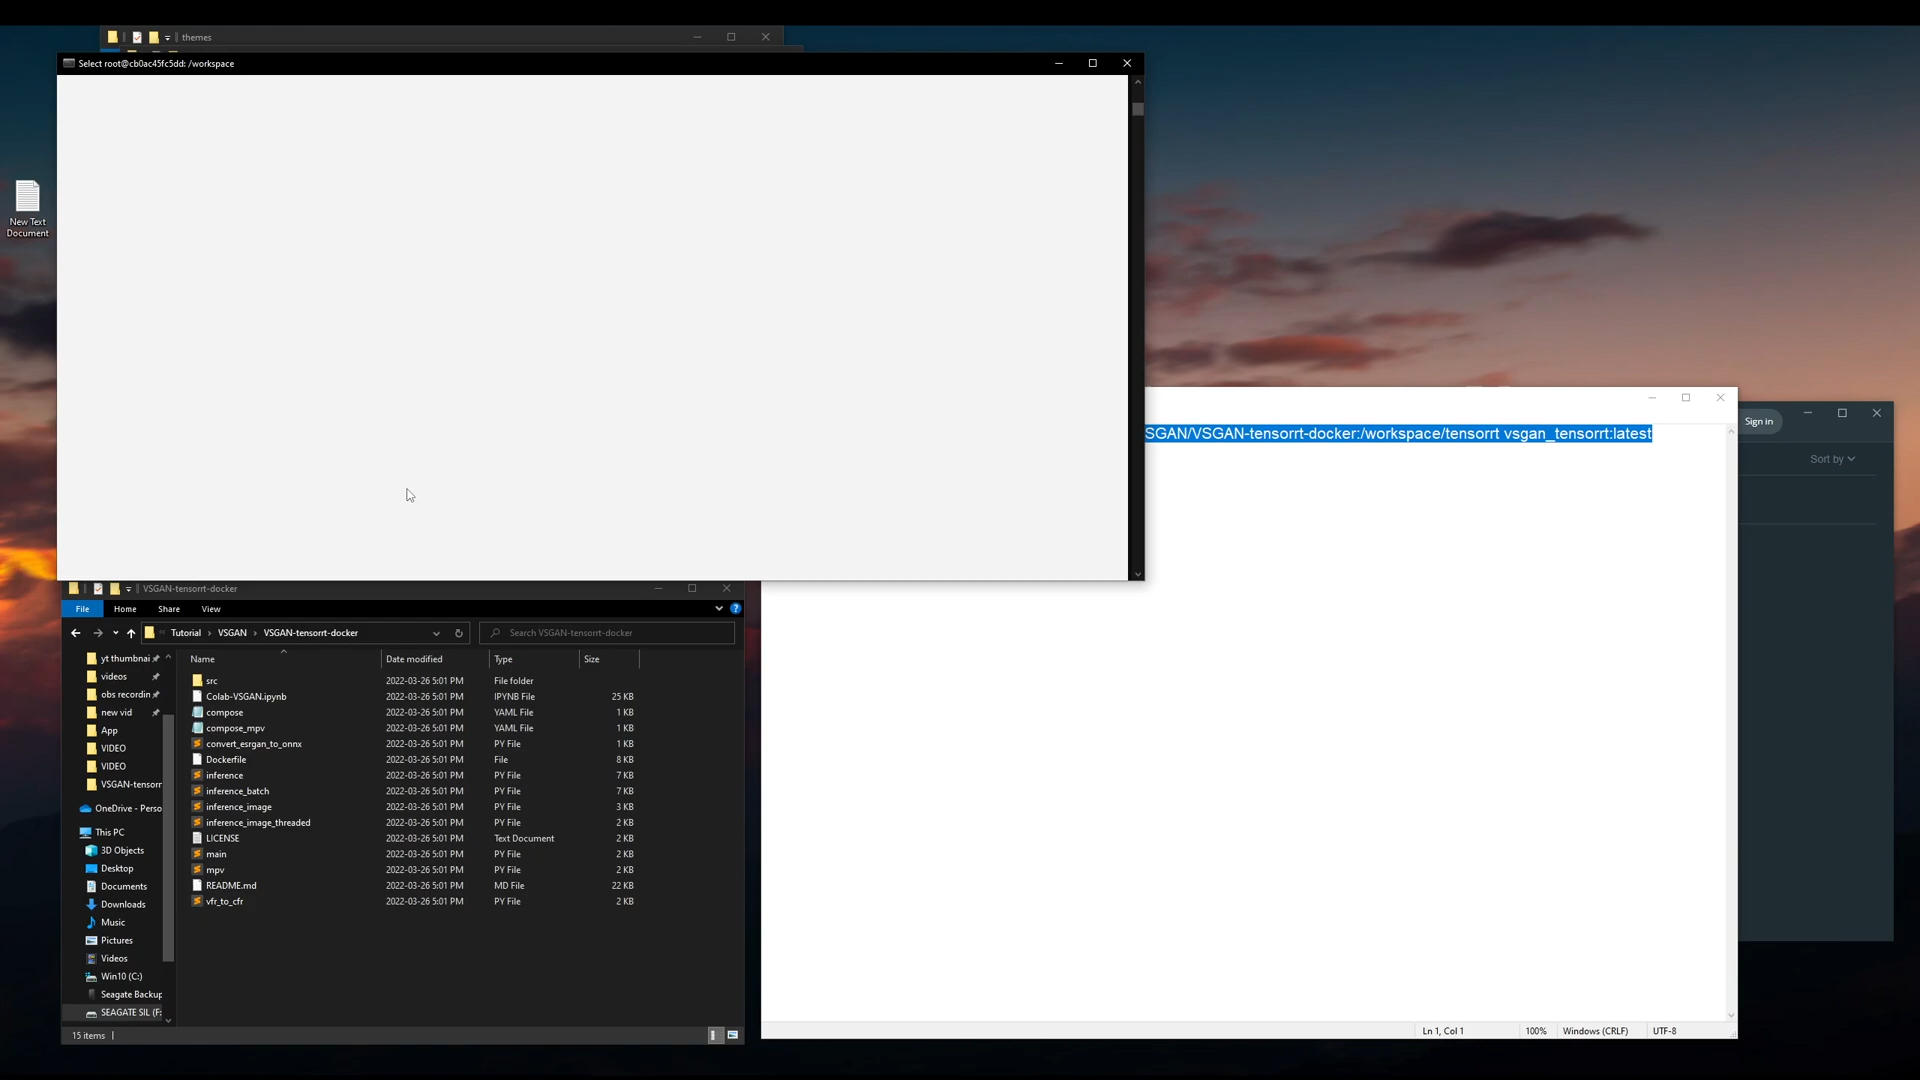 themes
Select root@cb0ac45fc5dd: /workspace
New Text
Document
Sign in
SGAN/VSGAN-tensorrt-docker:/workspace/tensorrt vsgan_tensorrt:latest
Sort by
VSGAN-tensorrt-docker
File Home Share View
Tutorial VSGAN VSGAN-tensorrt-docker Search VSGAN-tensorrt-docker
Name Date modified Type Size
yt thumbnai
videos
obs recordin
new vid
App
VIDEO
VIDEO
VSGAN-tensorr
OneDrive - Perso
This PC
3D Objects
Desktop
Documents
Downloads
Music
Pictures
Videos
Win10 (C:)
Seagate Backup
SEAGATE SIL (F:
src 2022-03-26 5:01 PM File folder
Colab-VSGAN.ipynb 2022-03-26 5:01 PM IPYNB File 25 KB
compose 2022-03-26 5:01 PM YAML File 1 KB
compose_mpv 2022-03-26 5:01 PM YAML File 1 KB
convert_esrgan_to_onnx 2022-03-26 5:01 PM PY File 1 KB
Dockerfile 2022-03-26 5:01 PM File 8 KB
inference 2022-03-26 5:01 PM PY File 7 KB
inference_batch 2022-03-26 5:01 PM PY File 7 KB
inference_image 2022-03-26 5:01 PM PY File 3 KB
inference_image_threaded 2022-03-26 5:01 PM PY File 2 KB
LICENSE 2022-03-26 5:01 PM Text Document 2 KB
main 2022-03-26 5:01 PM PY File 2 KB
mpv 2022-03-26 5:01 PM PY File 2 KB
README.md 2022-03-26 5:01 PM MD File 22 KB
vfr_to_cfr 2022-03-26 5:01 PM PY File 2 KB
15 items
Ln 1, Col 1 100% Windows (CRLF) UTF-8